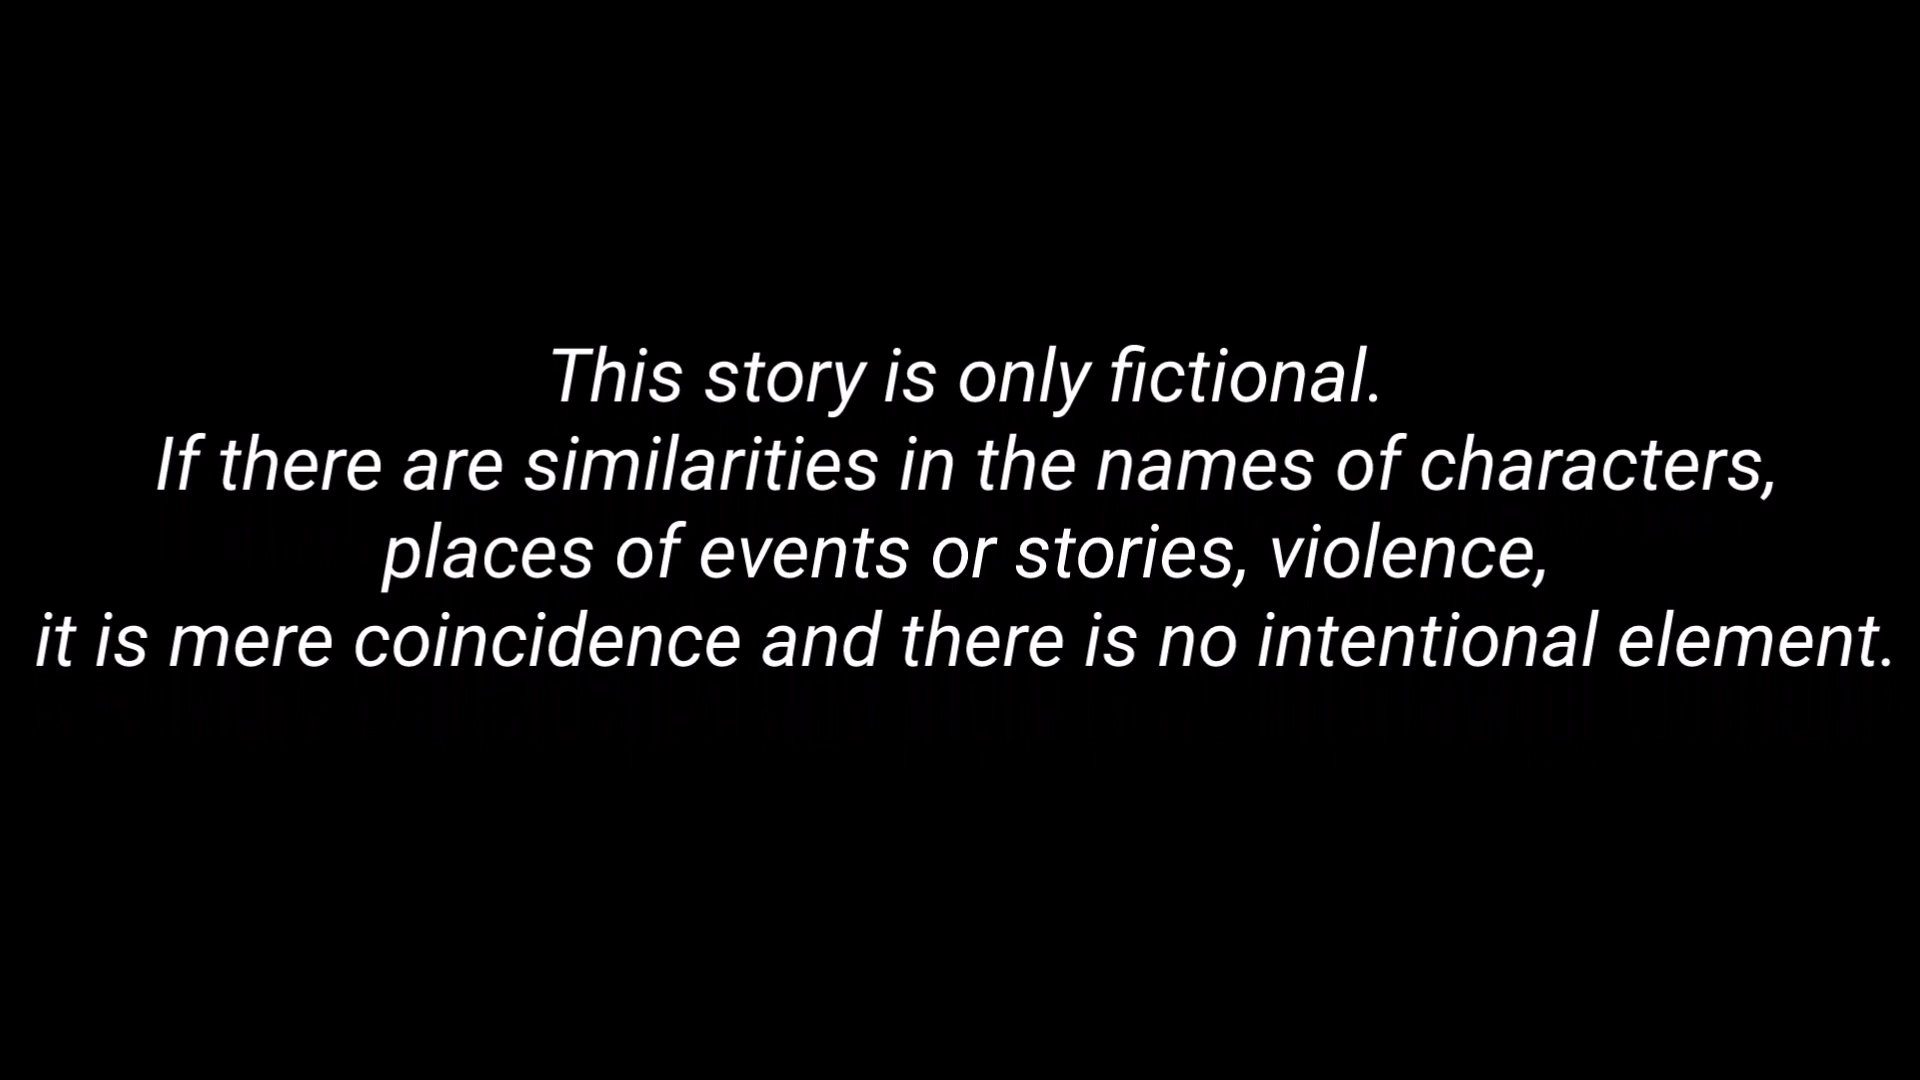 This story is only fictional.
If there are similarities in the names of characters,
places of events or stories, violence,
it is mere coincidence and there is no intentional element.